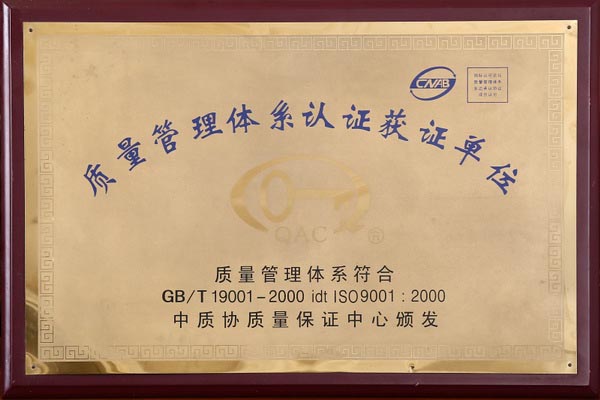 CNAB
质量管理体系认证获证单位
QAC ®
质量管理体系符合
GB/T 19001-2000 idt ISO9001:2000
中质协质量保证中心颁发